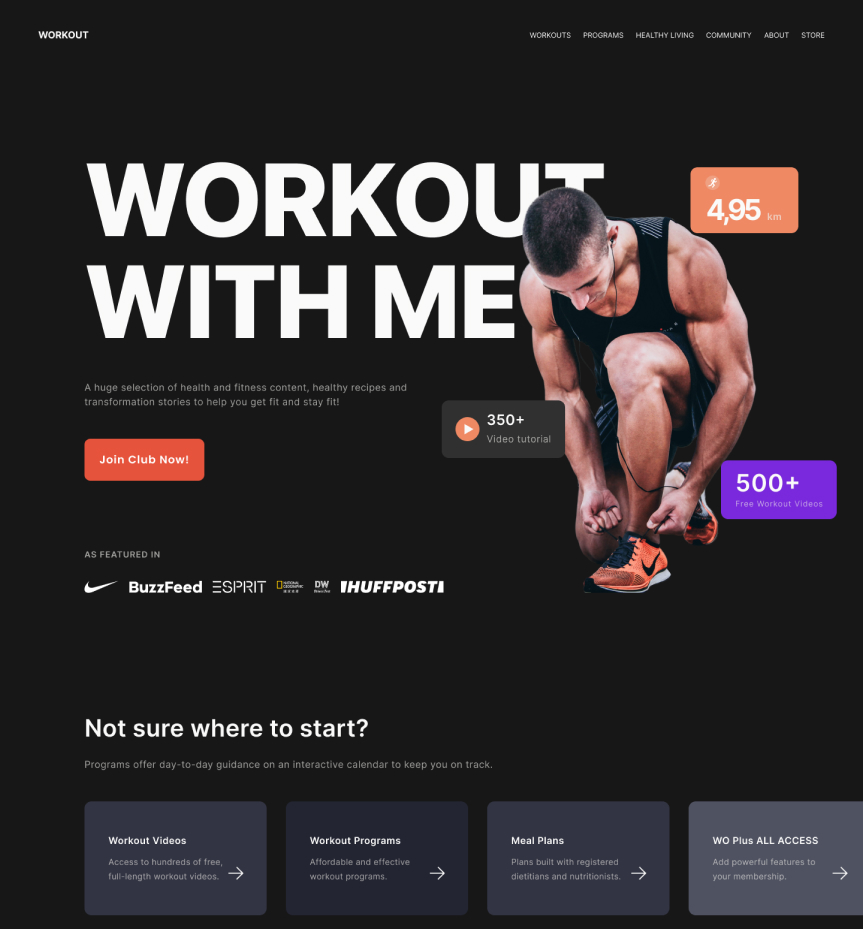 WORKOUT
WORKOUTS PROGRAMS HEALTHY LIVING COMMUNITY ABOUT STORE
WORKOUT
WITH ME
4,95 km
A huge selection of health and fitness content, healthy recipes and
transformation stories to help you get fit and stay fit!
350+
Video tutorial
Join Club Now!
500+
Free Workout Videos
AS FEATURED IN
BuzzFeed ESPRIT NATIONAL GEOGRAPHIC DW HUFFPOST
Not sure where to start?
Programs offer day-to-day guidance on an interactive calendar to keep you on track.
Workout Videos
Access to hundreds of free,
full-length workout videos.
Workout Programs
Affordable and effective
workout programs.
Meal Plans
Plans built with registered
dietitians and nutritionists.
WO Plus ALL ACCESS
Add powerful features to
your membership.